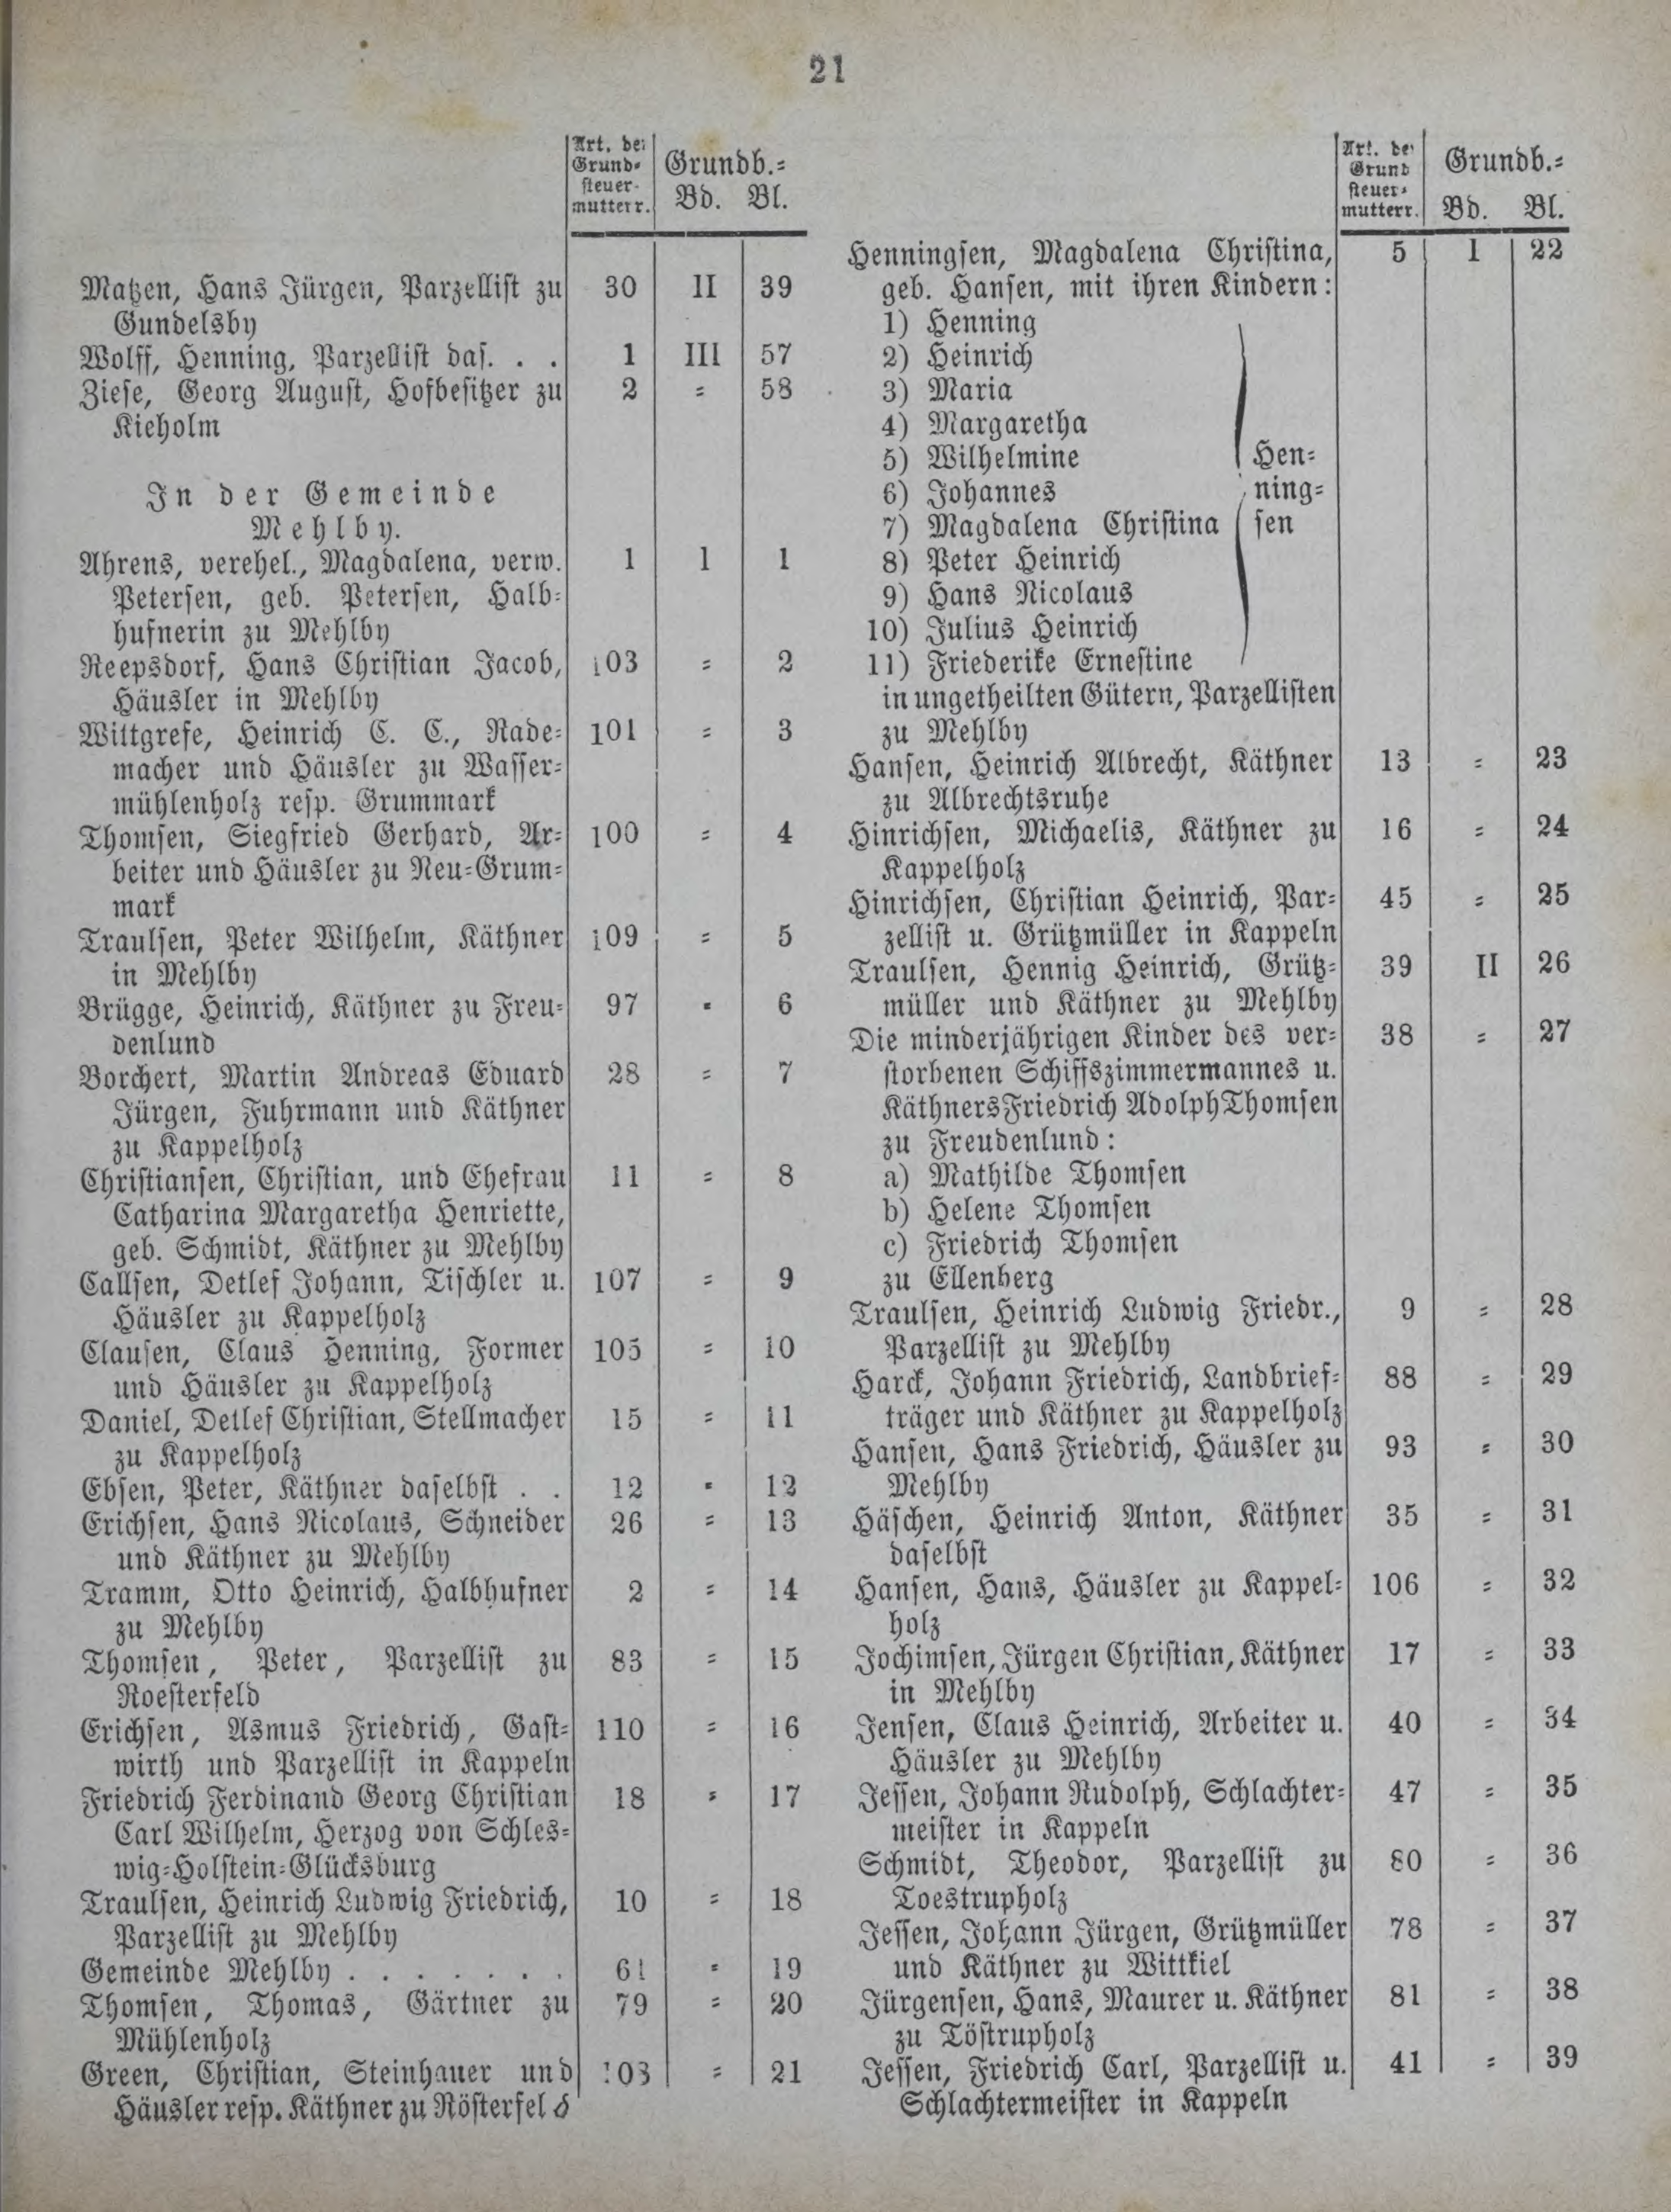 21
Art. der
Grund-
steuer-
mutterr.
Grundb.=
Bd. Bl.
Matzen, Hans Jürgen, Parzellist zu 30 II 39
Gundelsby
Wolff, Henning, Parzellist das. . . 1 III 57
Ziese, Georg August, Hofbesitzer zu 2 = 58
Kieholm
In der Gemeinde
Mehlby.
Ahrens, verehel., Magdalena, verw. 1 I 1
Petersen, geb. Petersen, Halb=
hufnerin zu Mehlby
Reepsdorf, Hans Christian Jacob, 103 = 2
Häusler in Mehlby
Wittgrefe, Heinrich C. C., Rade= 101 = 3
macher und Häusler zu Wasser=
mühlenholz resp. Grummark
Thomsen, Siegfried Gerhard, Ar= 100 = 4
beiter und Häusler zu Neu=Grum=
mark
Traulsen, Peter Wilhelm, Käthner 109 = 5
in Mehlby
Brügge, Heinrich, Käthner zu Freu= 97 = 6
denlund
Borchert, Martin Andreas Eduard 28 = 7
Jürgen, Fuhrmann und Käthner
zu Kappelholz
Christiansen, Christian, und Ehefrau 11 = 8
Catharina Margaretha Henriette,
geb. Schmidt, Käthner zu Mehlby
Callsen, Detlef Johann, Tischler u. 107 = 9
Häusler zu Kappelholz
Clausen, Claus Henning, Former 105 = 10
und Häusler zu Kappelholz
Daniel, Detlef Christian, Stellmacher 15 = 11
zu Kappelholz
Ebsen, Peter, Käthner daselbst . . 12 = 12
Erichsen, Hans Nicolaus, Schneider 26 = 13
und Käthner zu Mehlby
Tramm, Otto Heinrich, Halbhufner 2 = 14
zu Mehlby
Thomsen, Peter, Parzellist zu 83 = 15
Roesterfeld
Erichsen, Asmus Friedrich, Gast= 110 = 16
wirth und Parzellist in Kappeln
Friedrich Ferdinand Georg Christian 18 = 17
Carl Wilhelm, Herzog von Schles=
wig=Holstein=Glücksburg
Traulsen, Heinrich Ludwig Friedrich, 10 = 18
Parzellist zu Mehlby
Gemeinde Mehlby . . . . . . . 61 = 19
Thomsen, Thomas, Gärtner zu 79 = 20
Mühlenholz
Green, Christian, Steinhauer und 103 = 21
Häusler resp. Käthner zu Rösterfeld
Art. der
Grund
steuer=
mutterr.
Grundb.=
Bd. Bl.
Henningsen, Magdalena Christina, 5 I 22
geb. Hansen, mit ihren Kindern:
1) Henning
2) Heinrich
3) Maria
4) Margaretha
5) Wilhelmine Hen=
6) Johannes ning=
7) Magdalena Christina sen
8) Peter Heinrich
9) Hans Nicolaus
10) Julius Heinrich
11) Friederike Ernestine
in ungetheilten Gütern, Parzellisten
zu Mehlby
Hansen, Heinrich Albrecht, Käthner 13 = 23
zu Albrechtsruhe
Hinrichsen, Michaelis, Käthner zu 16 = 24
Kappelholz
Hinrichsen, Christian Heinrich, Par= 45 = 25
zellist u. Grützmüller in Kappeln
Traulsen, Hennig Heinrich, Grütz= 39 II 26
müller und Käthner zu Mehlby
Die minderjährigen Kinder des ver= 38 = 27
storbenen Schiffszimmermannes u.
Käthners Friedrich Adolph Thomsen
zu Freudenlund:
a) Mathilde Thomsen
b) Helene Thomsen
c) Friedrich Thomsen
zu Ellenberg
Traulsen, Heinrich Ludwig Friedr., 9 = 28
Parzellist zu Mehlby
Harck, Johann Friedrich, Landbrief= 88 = 29
träger und Käthner zu Kappelholz
Hansen, Hans Friedrich, Häusler zu 93 = 30
Mehlby
Häschen, Heinrich Anton, Käthner 35 = 31
daselbst
Hansen, Hans, Häusler zu Kappel= 106 = 32
holz
Jochimsen, Jürgen Christian, Käthner 17 = 33
in Mehlby
Jensen, Claus Heinrich, Arbeiter u. 40 = 34
Häusler zu Mehlby
Jessen, Johann Rudolph, Schlachter= 47 = 35
meister in Kappeln
Schmidt, Theodor, Parzellist zu 80 = 36
Toestrupholz
Jessen, Johann Jürgen, Grützmüller 78 = 37
und Käthner zu Wittkiel
Jürgensen, Hans, Maurer u. Käthner 81 = 38
zu Töstrupholz
Jessen, Friedrich Carl, Parzellist u. 41 = 39
Schlachtermeister in Kappeln